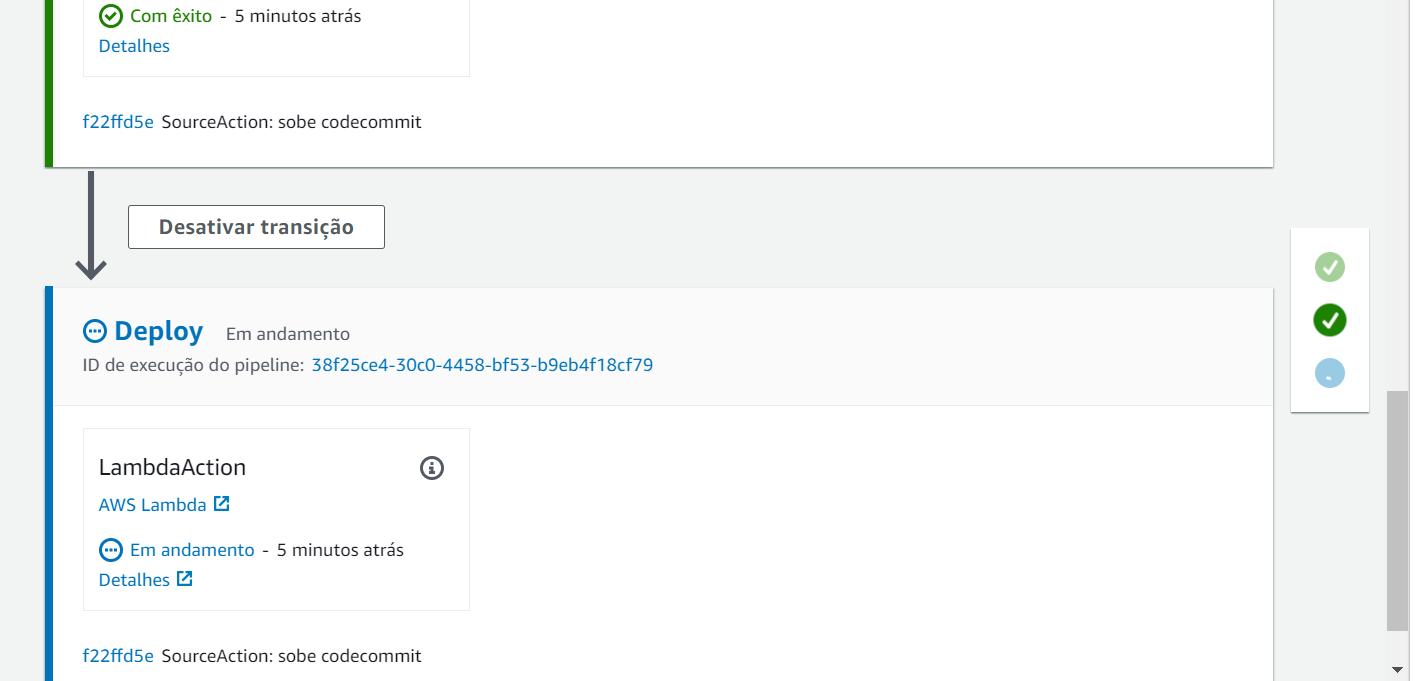 Com êxito - 5 minutos atrás
Detalhes
f22ffd5e SourceAction: sobe codecommit
Desativar transição
Deploy Em andamento
ID de execução do pipeline: 38f25ce4-30c0-4458-bf53-b9eb4f18cf79
LambdaAction
AWS Lambda
Em andamento - 5 minutos atrás
Detalhes
f22ffd5e SourceAction: sobe codecommit